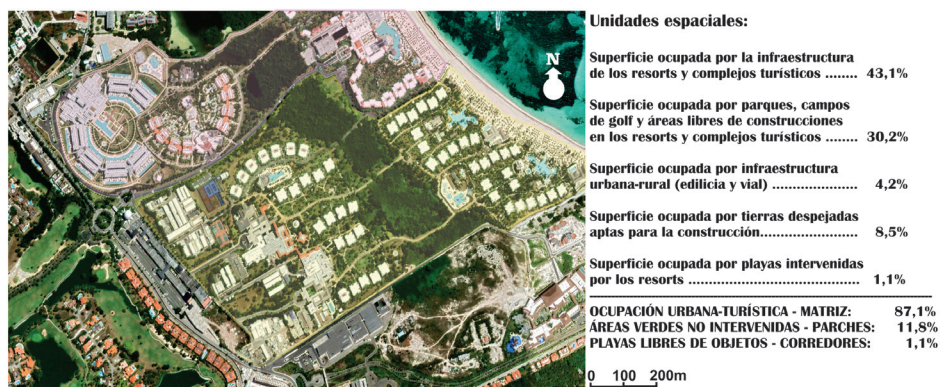 Unidades espaciales:
Superficie ocupada por la infraestructura
de los resorts y complejos turísticos ........ 43,1%
Superficie ocupada por parques, campos
de golf y áreas libres de construcciones
en los resorts y complejos turísticos ........ 30,2%
Superficie ocupada por infraestructura
urbana-rural (edilicia y vial) ..................... 4,2%
Superficie ocupada por tierras despejadas
aptas para la construcción........................ 8,5%
Superficie ocupada por playas intervenidas
por los resorts ........................................ 1,1%
OCUPACIÓN URBANA-TURÍSTICA - MATRIZ: 87,1%
ÁREAS VERDES NO INTERVENIDAS - PARCHES: 11,8%
PLAYAS LIBRES DE OBJETOS - CORREDORES: 1,1%
N
0 100 200m